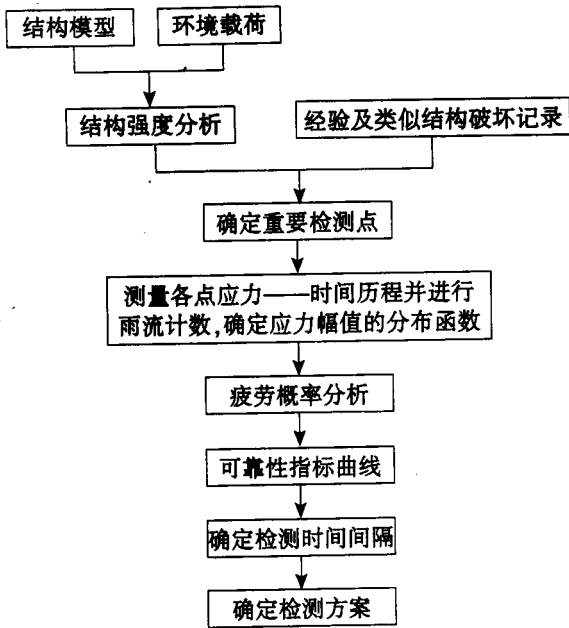 结构模型
环境载荷
结构强度分析
经验及类似结构破坏记录
确定重要检测点
测量各点应力——时间历程并进行
雨流计数,确定应力幅值的分布函数
疲劳概率分析
可靠性指标曲线
确定检测时间间隔
确定检测方案